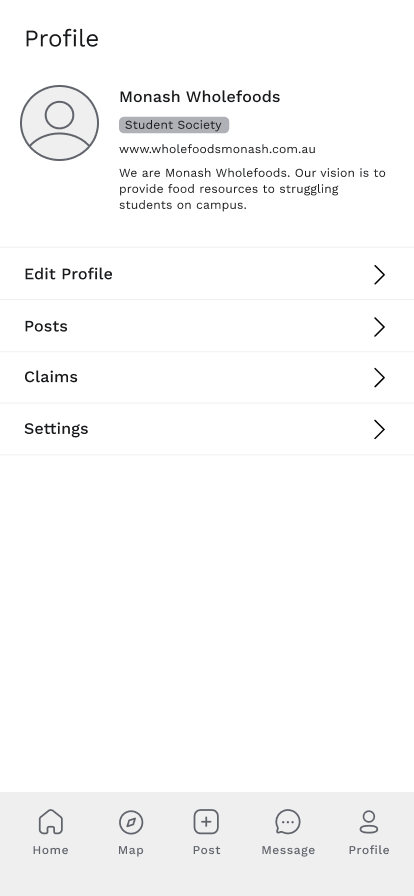 Profile
Monash Wholefoods
Student Society
www.wholefoodsmonash.com.au
We are Monash Wholefoods. Our vision is to
provide food resources to struggling
students on campus.
Edit Profile
Posts
Claims
Settings
Home
Map
Post
Message
Profile